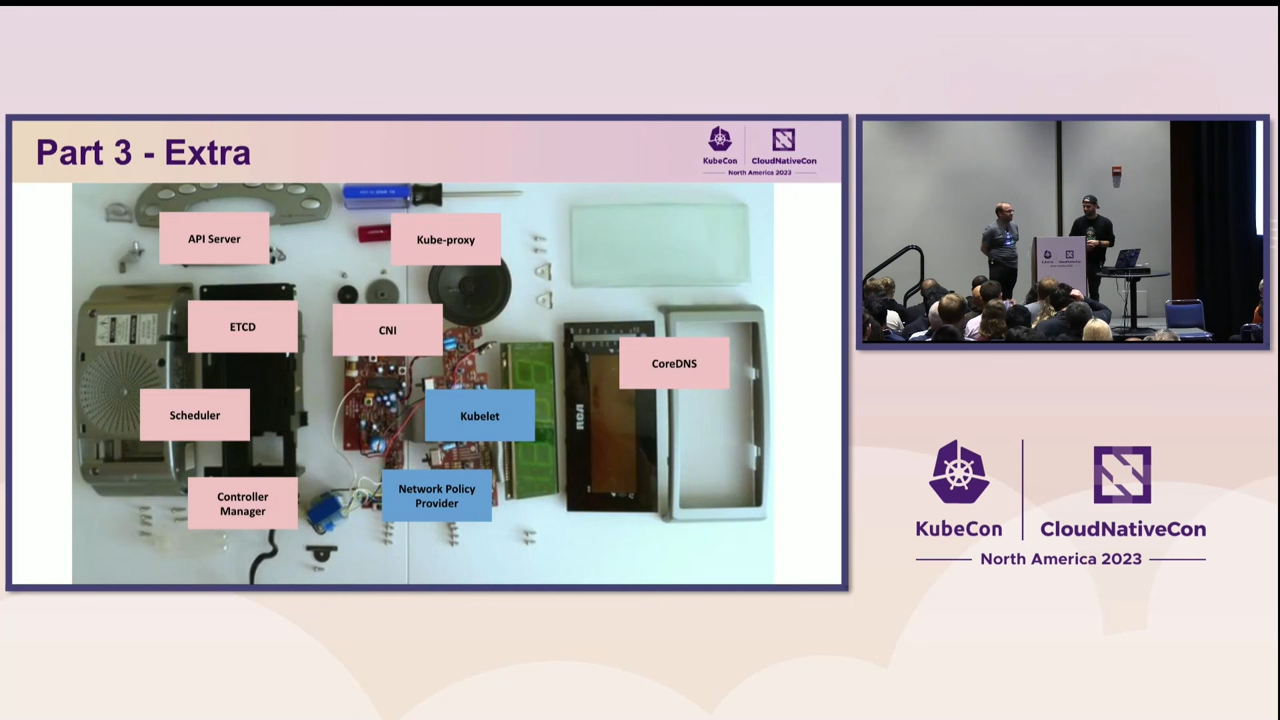 Part 3 - Extra
KubeCon
CloudNativeCon
North America 2023
API Server
Kube-proxy
ETCD
CNI
CoreDNS
Scheduler
Kubelet
Controller
Manager
Network Policy
Provider
RCA
KubeCon
CloudNativeCon
North America 2023